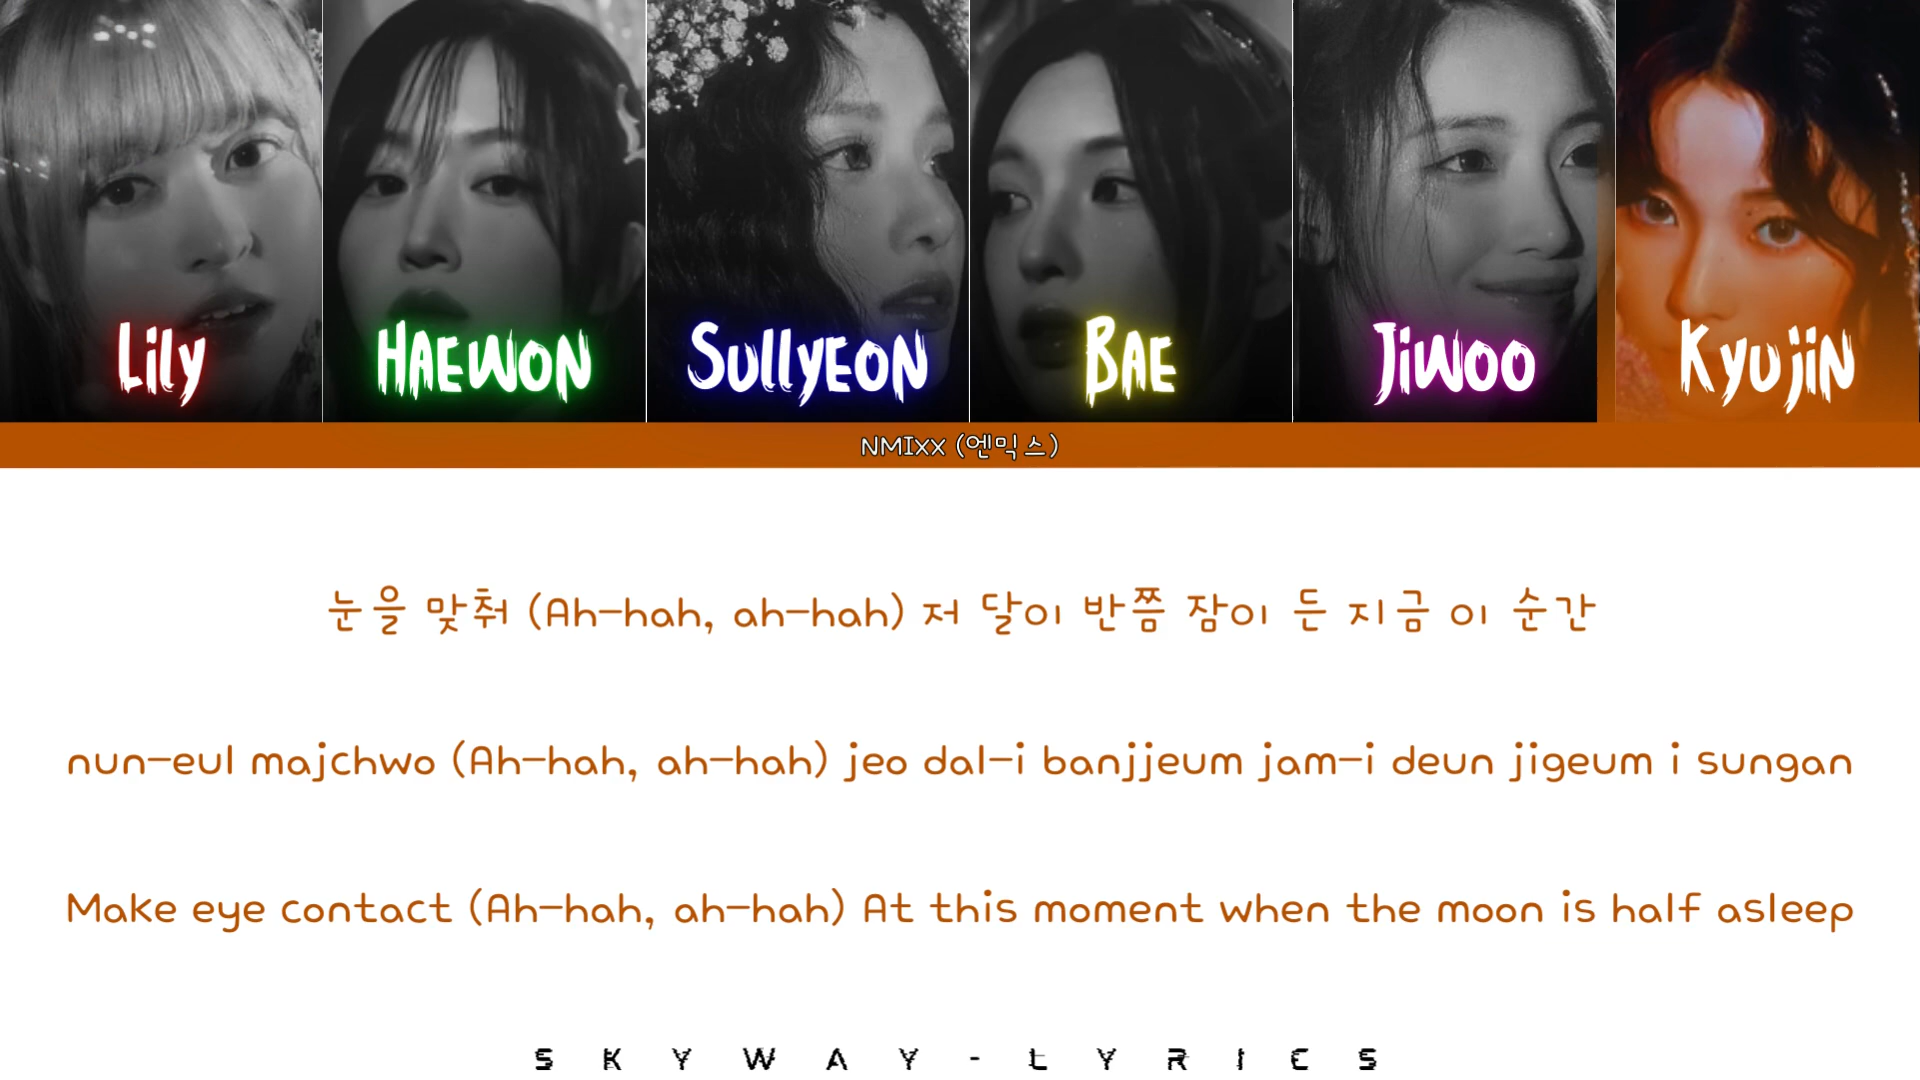 Lily HAEWON SullyEON BAE JiWOO KyujiN
NMIXX (엔믹스)
눈을 맞춰 (Ah-hah, ah-hah) 저 달이 반쯤 잠이 든 지금 이 순간
nun-eul majchwo (Ah-hah, ah-hah) jeo dal-i banjjeum jam-i deun jigeum i sungan
Make eye contact (Ah-hah, ah-hah) At this moment when the moon is half asleep
SKYWAY-LYRICS